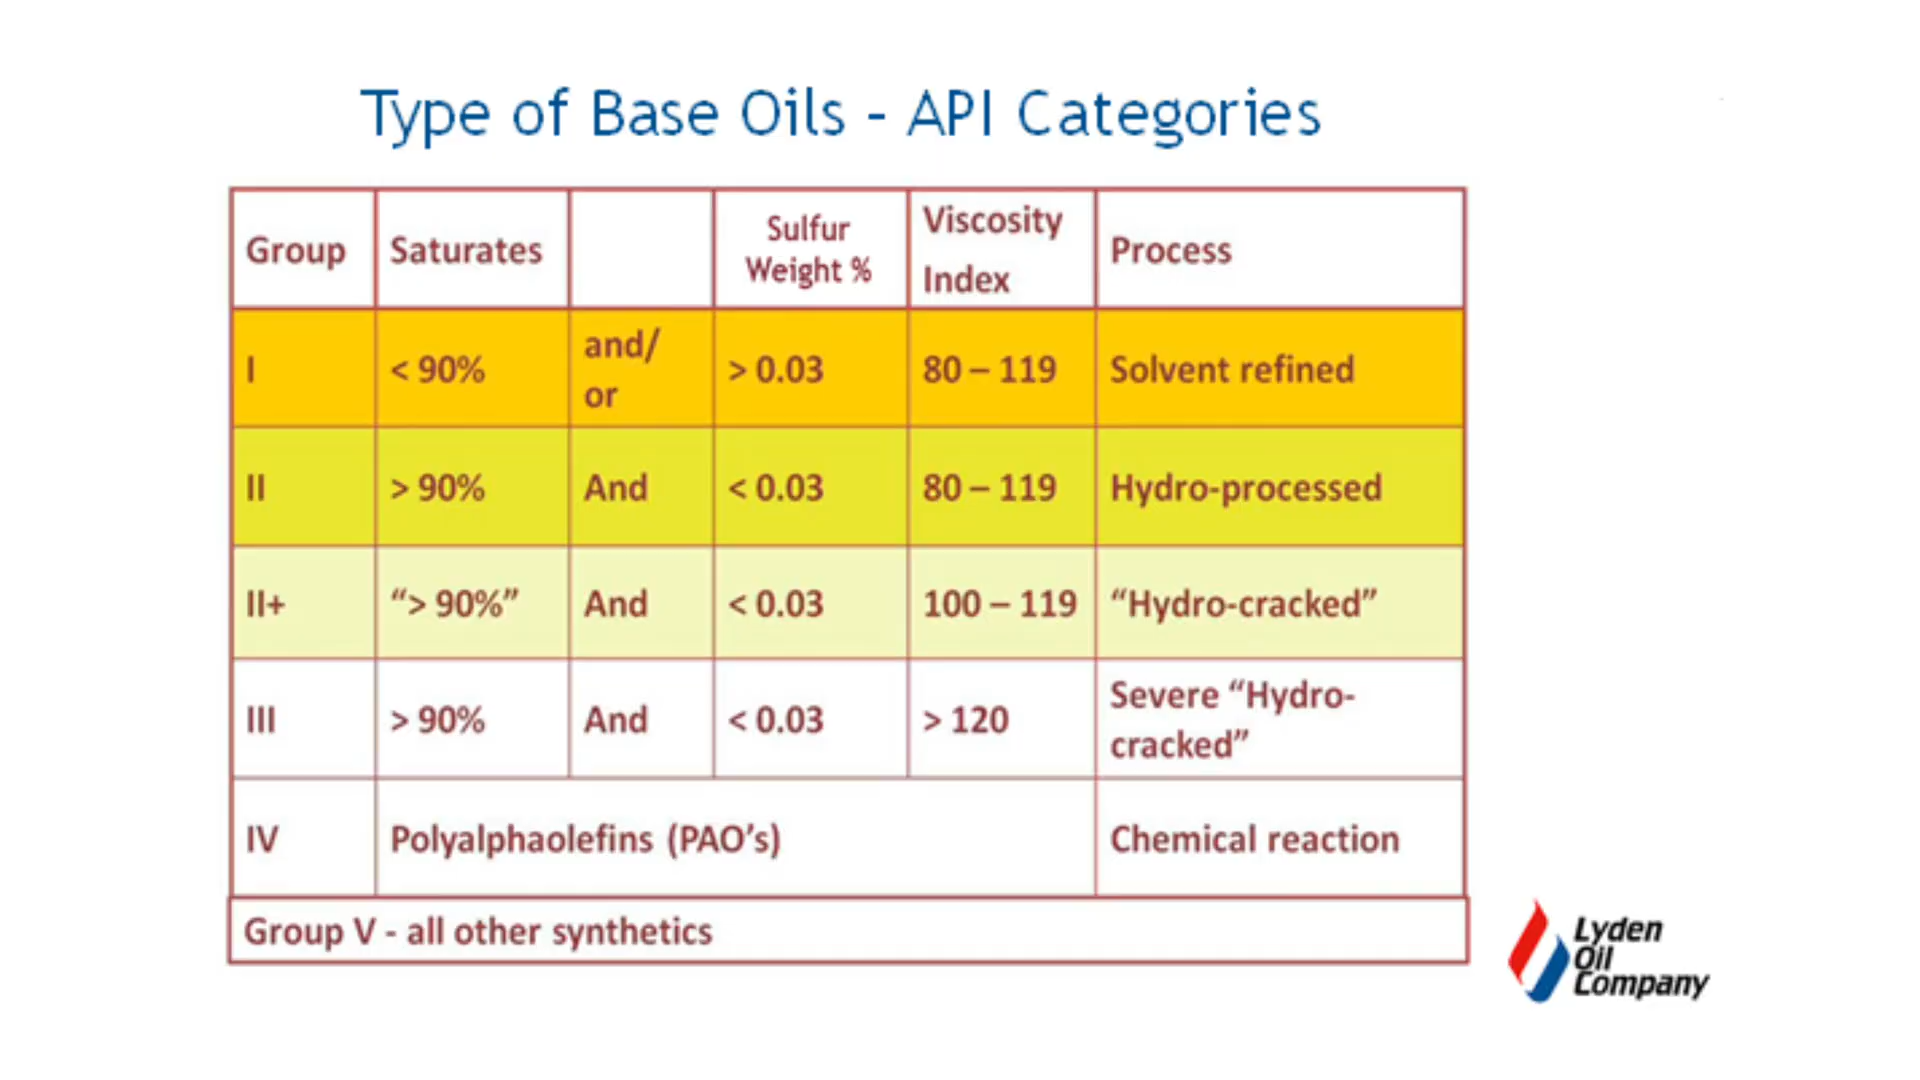 Type of Base Oils - API Categories
Group Saturates Sulfur Weight % Viscosity Index Process
I < 90% and/ or > 0.03 80 – 119 Solvent refined
II > 90% And < 0.03 80 – 119 Hydro-processed
II+ “> 90%” And < 0.03 100 – 119 “Hydro-cracked”
III > 90% And < 0.03 > 120 Severe “Hydro-cracked”
IV Polyalphaolefins (PAO’s) Chemical reaction
Group V - all other synthetics
Lyden
Oil
Company